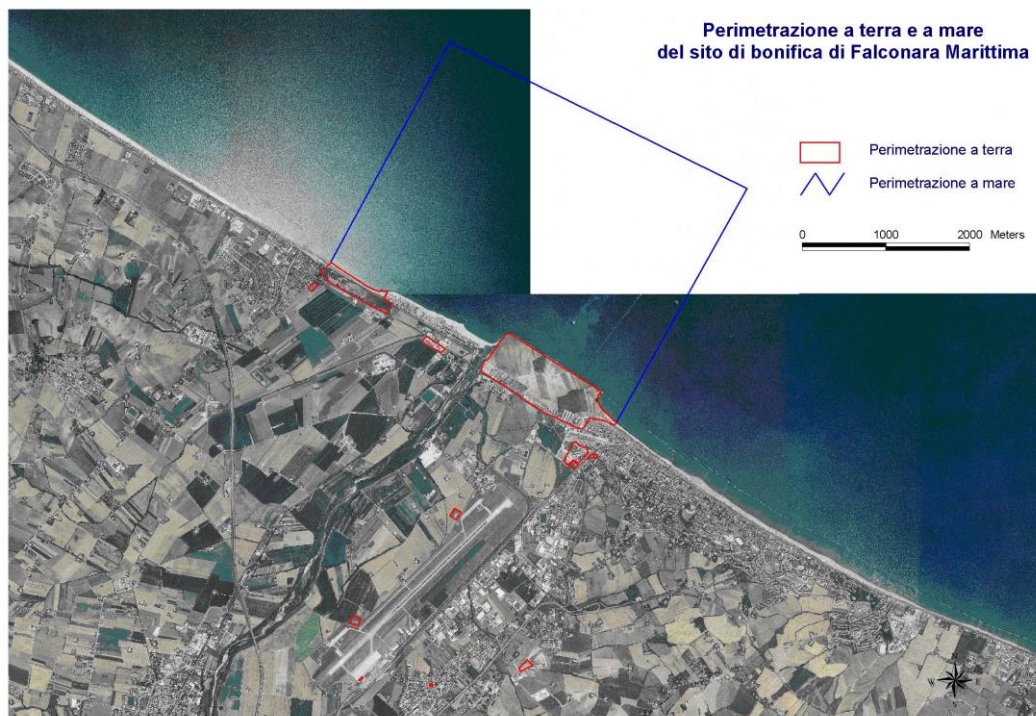 Perimetrazione a terra e a mare
del sito di bonifica di Falconara Marittima
Perimetrazione a terra
Perimetrazione a mare
0 1000 2000 Meters
N
W E
S